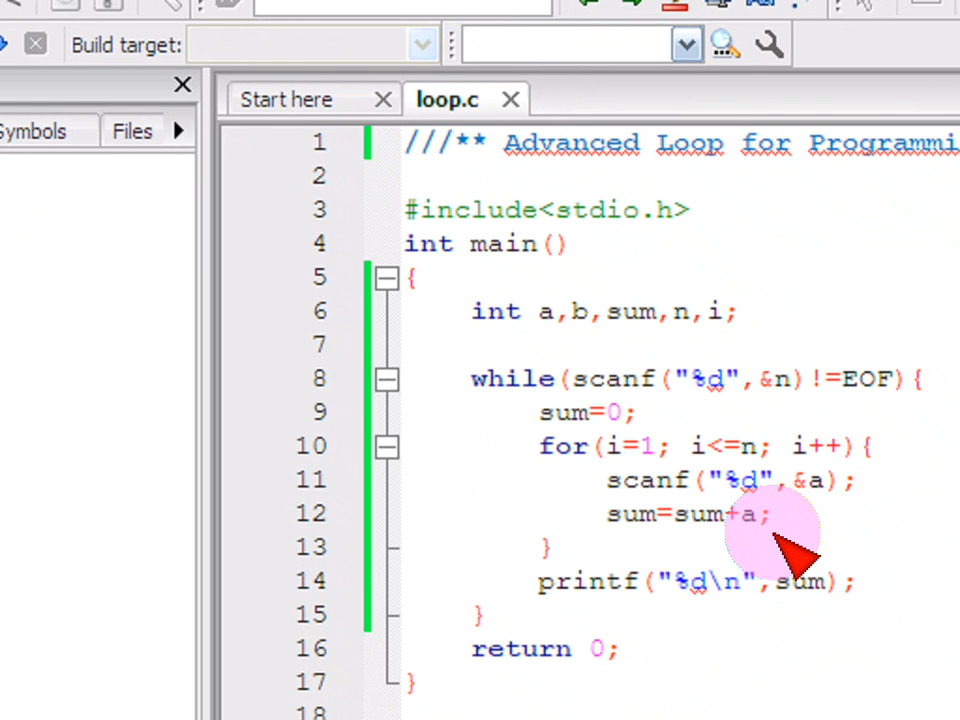 Build target:
Start here
loop.c
Symbols
Files
1 ///** Advanced Loop for Programmi
2
3 #include<stdio.h>
4 int main()
5 {
6 int a,b,sum,n,i;
7
8 while(scanf("%d",&n)!=EOF){
9 sum=0;
10 for(i=1; i<=n; i++){
11 scanf("%d",&a);
12 sum=sum+a;
13 }
14 printf("%d\n",sum);
15 }
16 return 0;
17 }
18